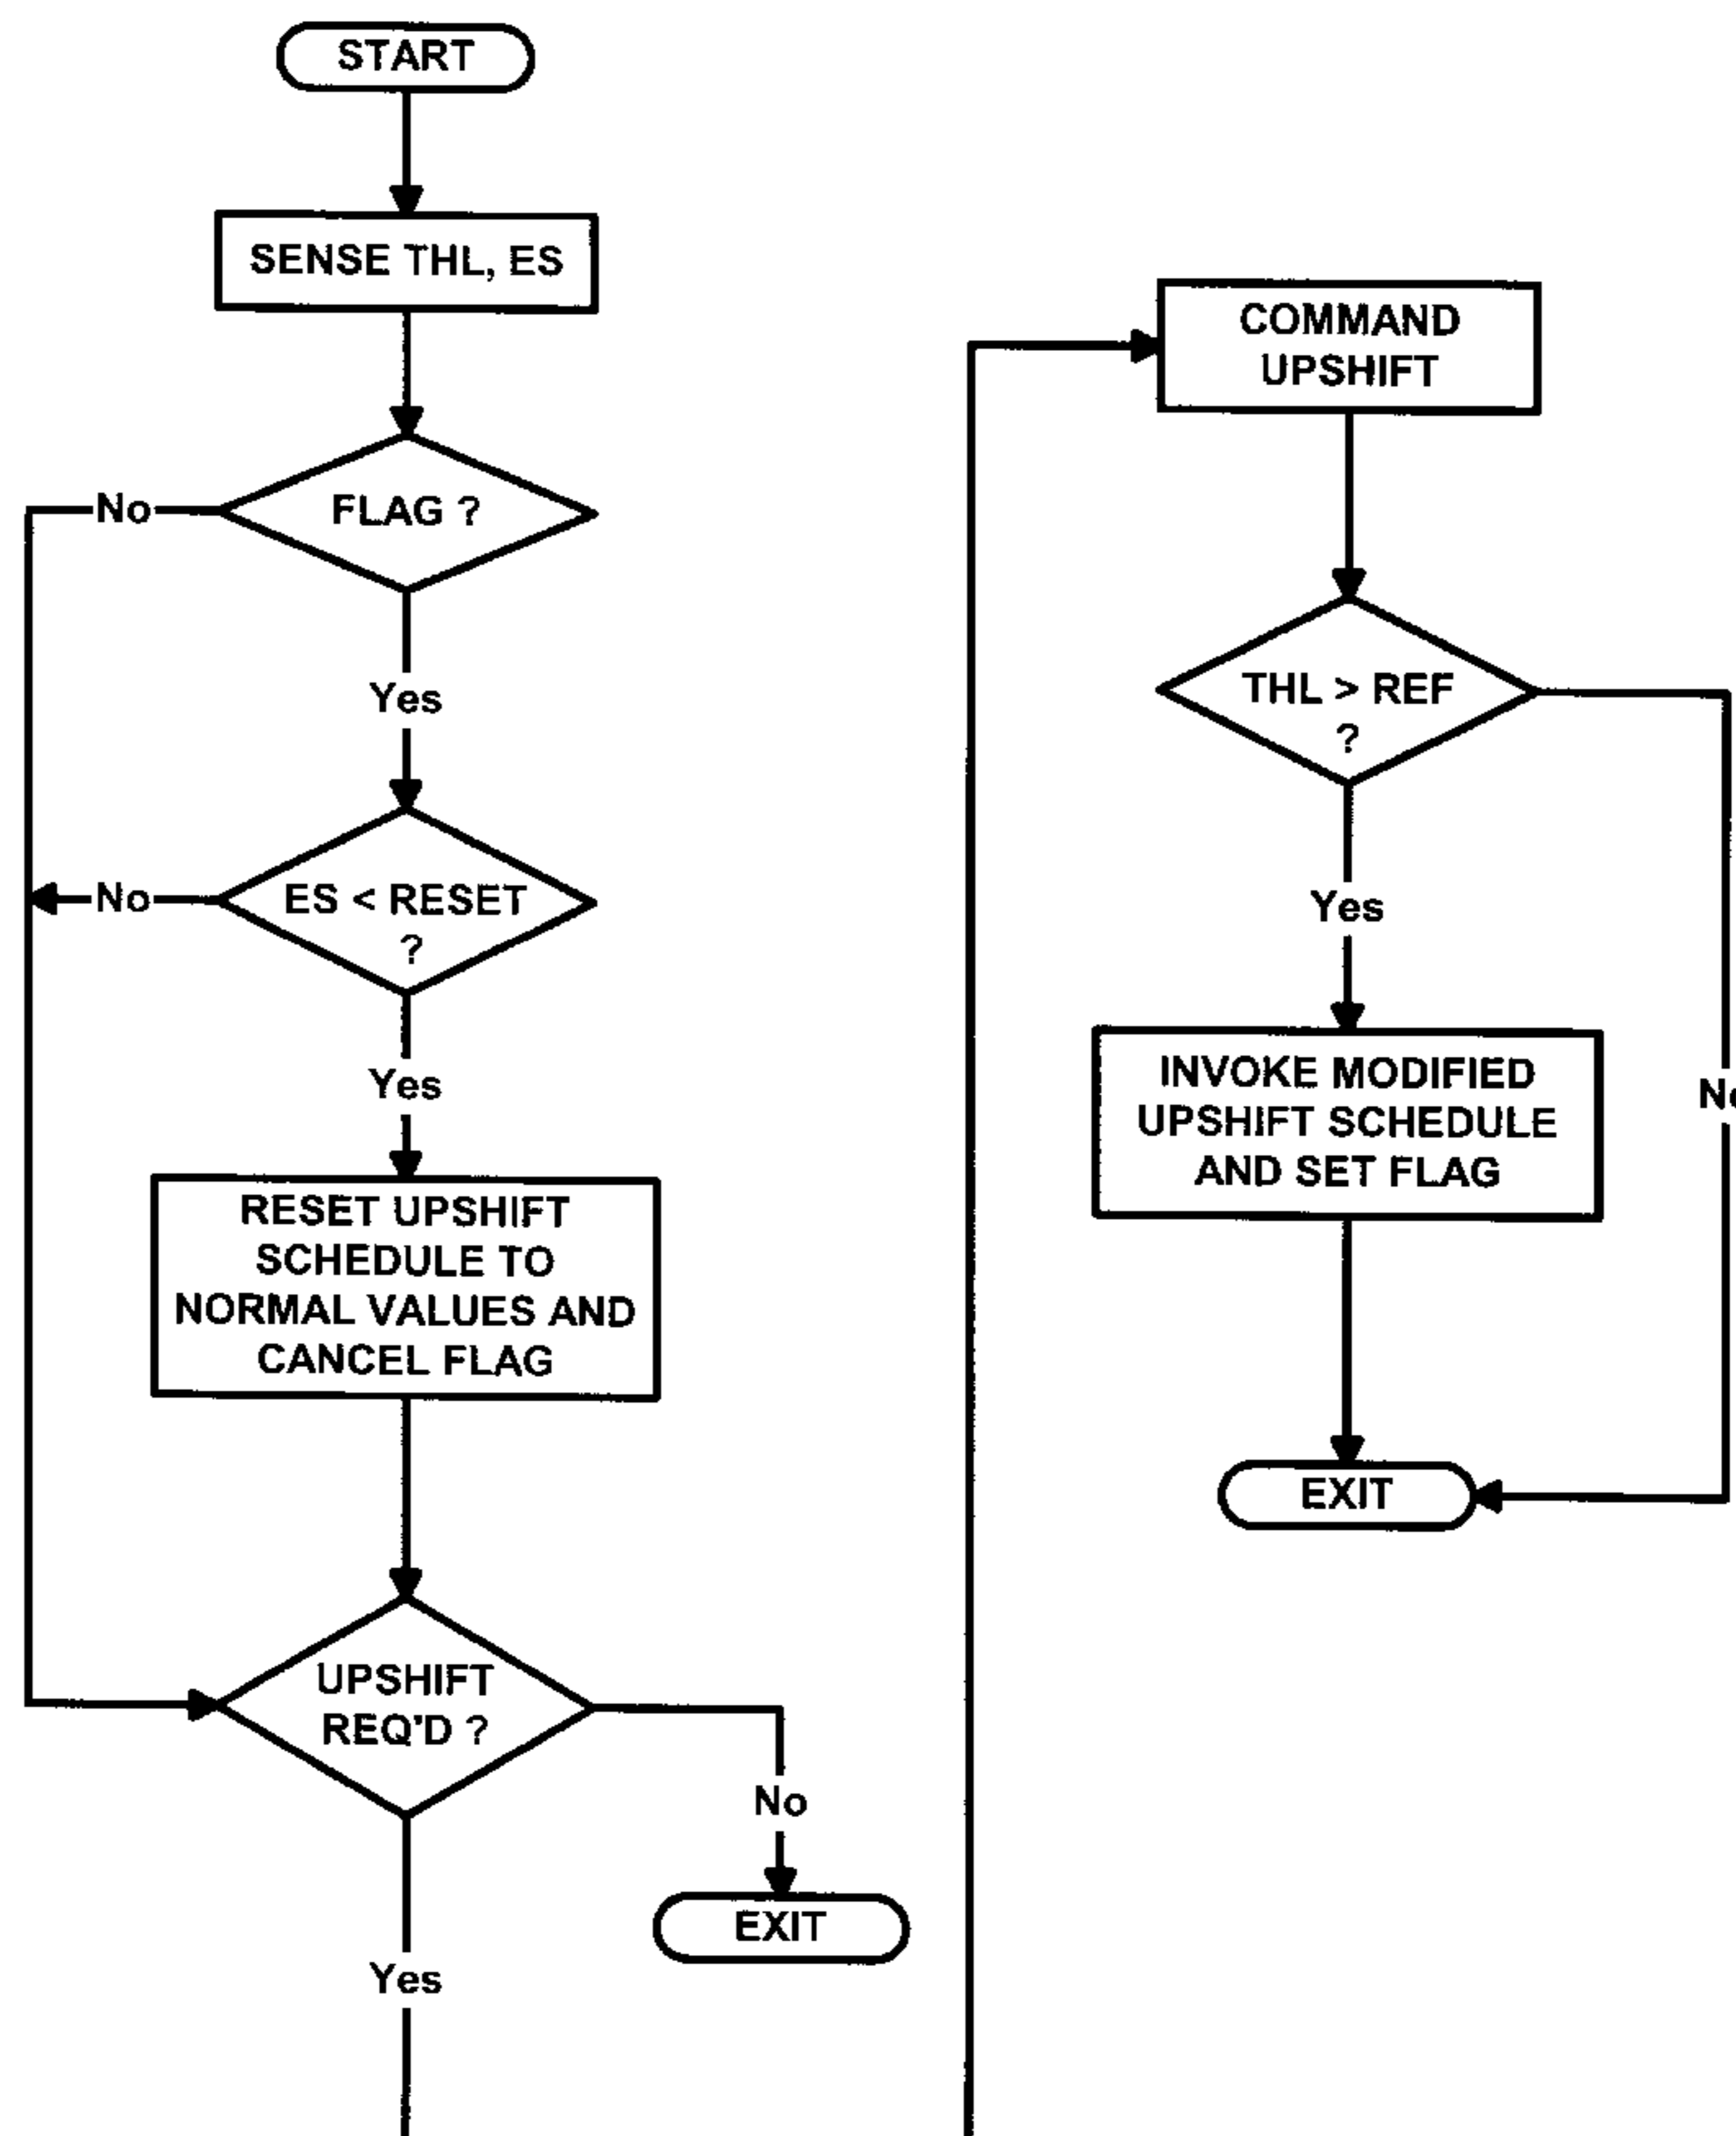 START
SENSE THL, ES
FLAG ?
No
Yes
ES < RESET
?
No
Yes
RESET UPSHIFT
SCHEDULE TO
NORMAL VALUES AND
CANCEL FLAG
UPSHIFT
REQ'D ?
No
EXIT
Yes
COMMAND
UPSHIFT
THL > REF
?
Yes
No
INVOKE MODIFIED
UPSHIFT SCHEDULE
AND SET FLAG
EXIT